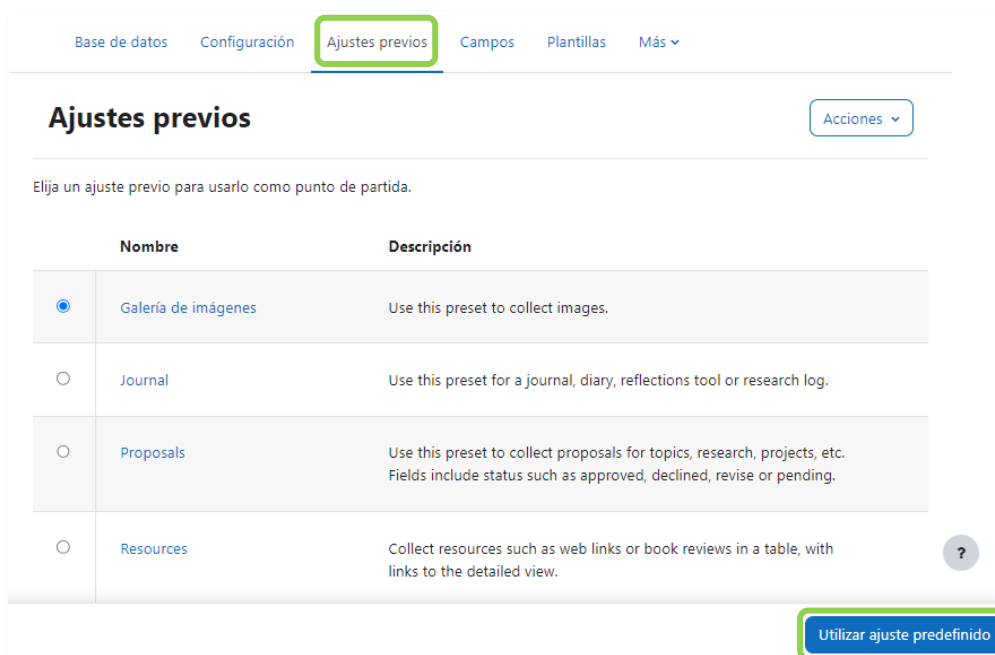 Base de datos Configuración Ajustes previos Campos Plantillas Más
Ajustes previos
Acciones
Elija un ajuste previo para usarlo como punto de partida.
Nombre Descripción
Galería de imágenes Use this preset to collect images.
Journal Use this preset for a journal, diary, reflections tool or research log.
Proposals Use this preset to collect proposals for topics, research, projects, etc.
Fields include status such as approved, declined, revise or pending.
Resources Collect resources such as web links or book reviews in a table, with
links to the detailed view.
?
Utilizar ajuste predefinido